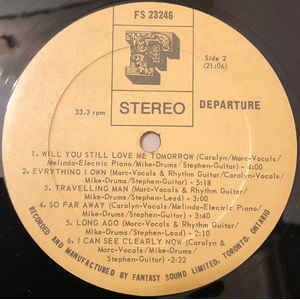 FS 23246
Side 2
(21:06)
F
33.3 rpm
STEREO
DEPARTURE
1. WILL YOU STILL LOVE ME TOMORROW (Carolyn/Marc-Vocals/
Melinda-Electric Piano/Mike-Drums/Stephen-Guitar) - 4:00
2. EVRYTHING I OWN (Marc-Vocals & Rhythm Guitar/Carolyn-Vocals/
Mike-Drums/Stephen-Guitar) - 3:18
3. TRAVELLING MAN (Marc-Vocals & Rhythm Guitar/
Mike-Drums/Stephen-Guitar) - 3:46
4. SO FAR AWAY (Carolyn-Vocals/Melinda-Electric Piano/
Mike-Drums/Stephen-Guitar) - 3:40
5. LONG AGO (Marc-Vocals & Rhythm Guitar/
Mike-Drums/Stephen-Lead) - 2:10
6. I CAN SEE CLEARLY NOW (Carolyn &
Marc-Vocals/Mike-Drums/
Stephen-Guitar)
- 2:22
RECORDED AND MANUFACTURED BY FANTASY SOUND LIMITED, TORONTO, ONTARIO